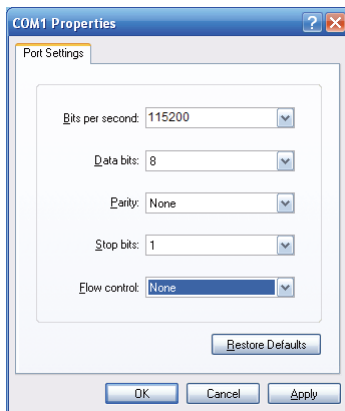 COM1 Properties
Port Settings
Bits per second: 115200
Data bits: 8
Parity: None
Stop bits: 1
Flow control: None
Restore Defaults
OK Cancel Apply